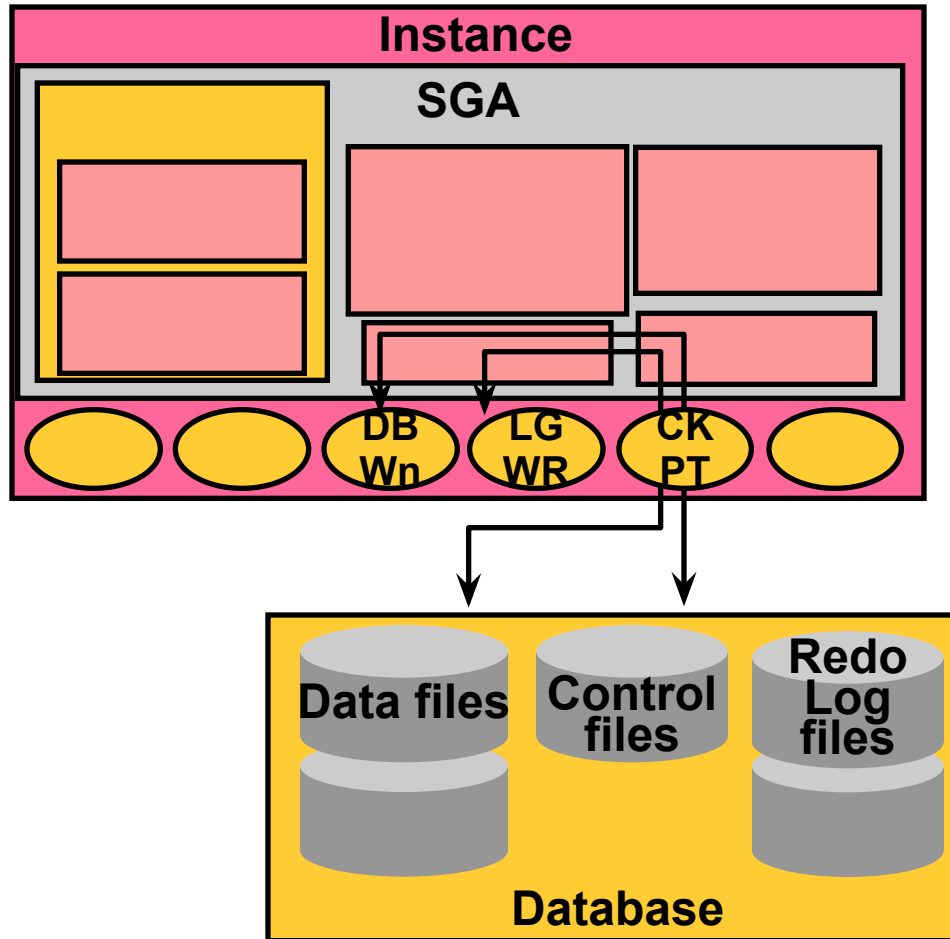 Instance
SGA
DB
Wn
LG
WR
CK
PT
Data files
Control
files
Redo
Log
files
Database